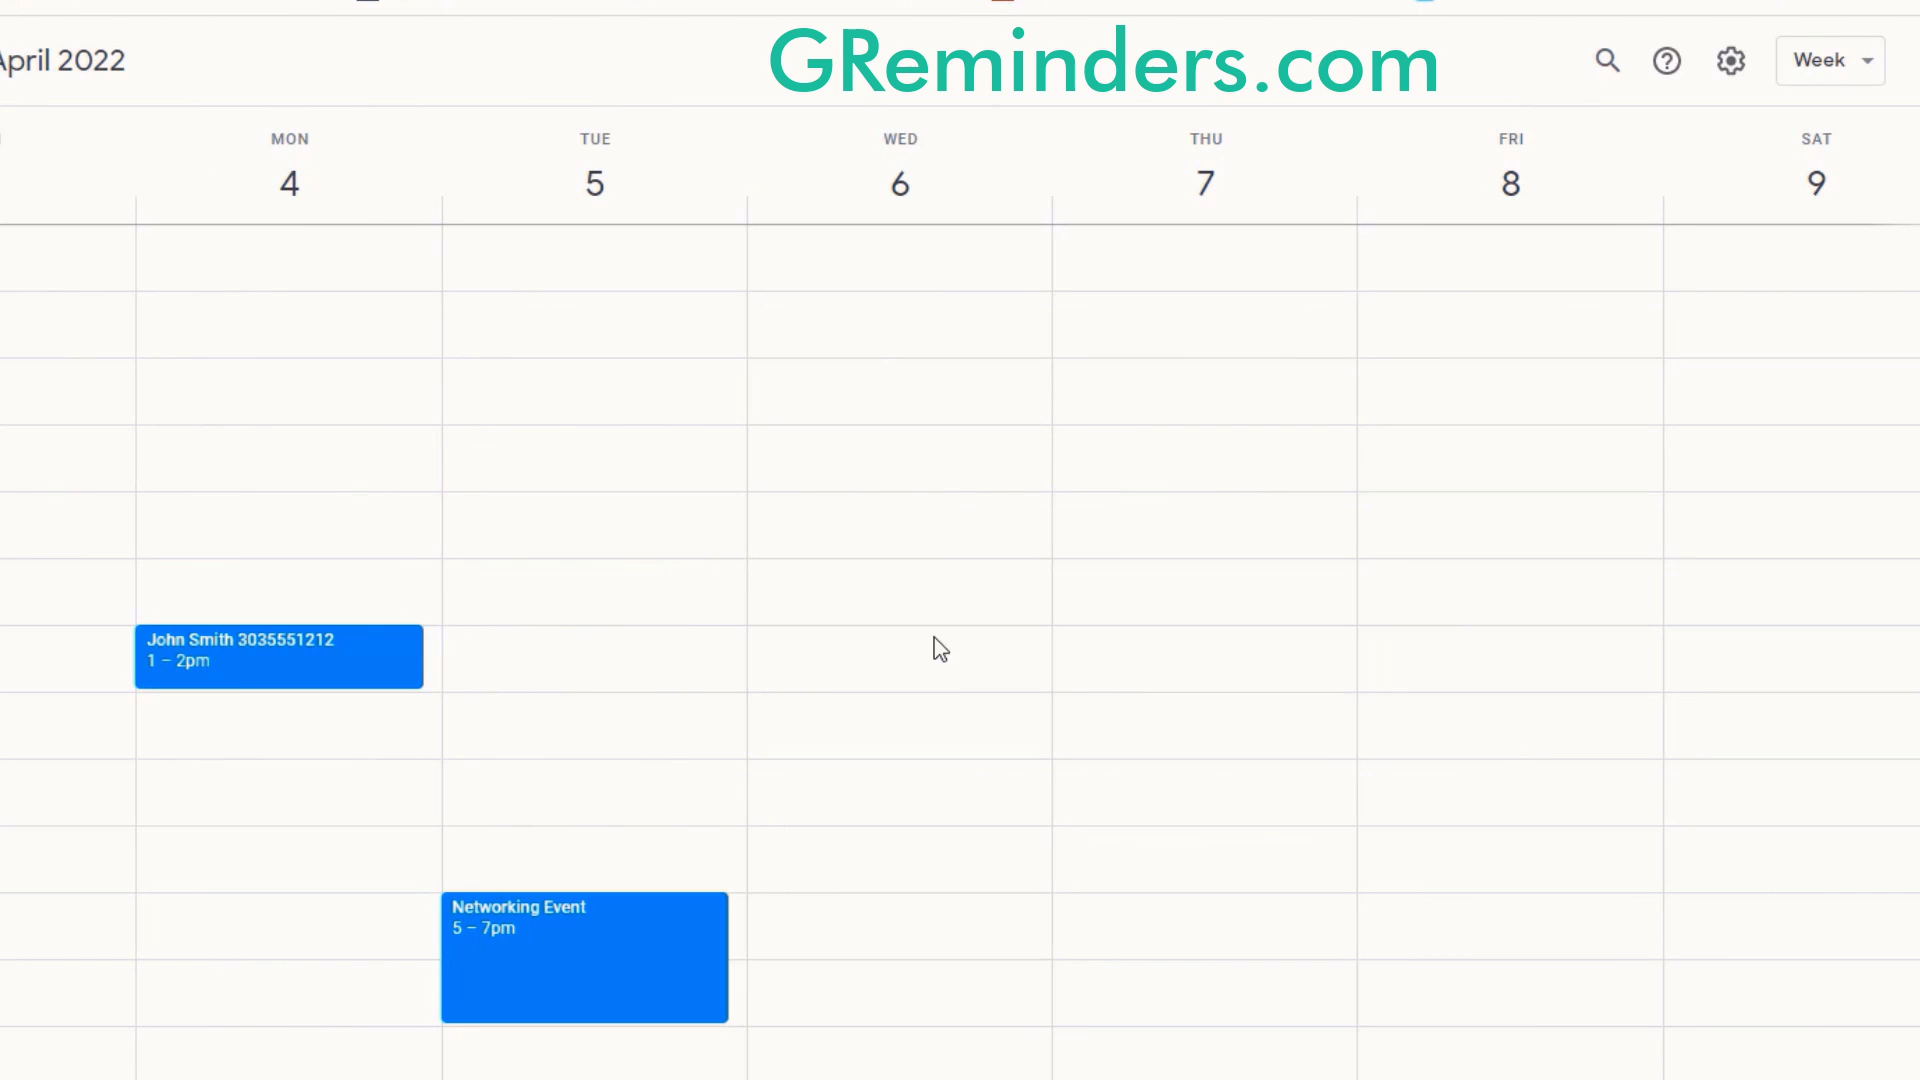 April 2022
GReminders.com
Week
MON
TUE
WED
THU
FRI
SAT
4
5
6
7
8
9
John Smith 3035551212
1 – 2pm
Networking Event
5 – 7pm